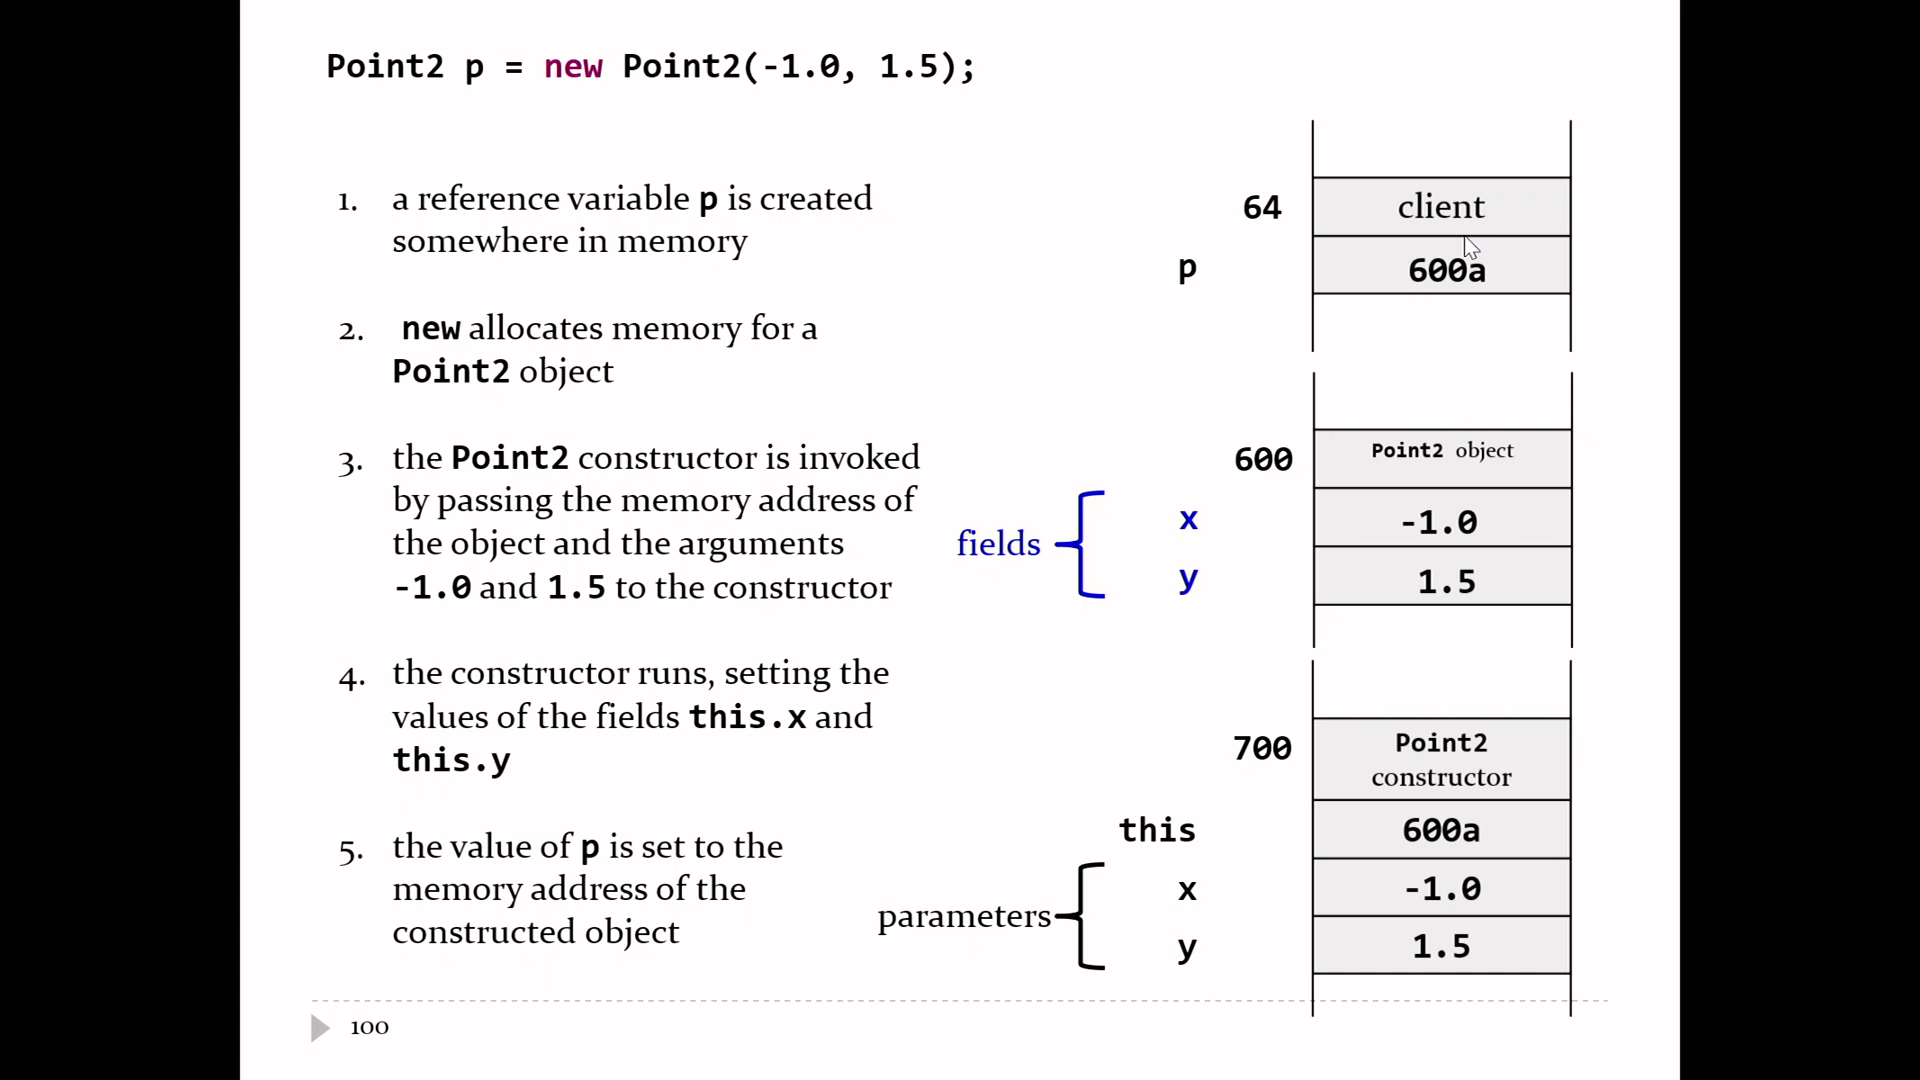 Point2 p = new Point2(-1.0, 1.5);
1. a reference variable p is created
somewhere in memory
2. new allocates memory for a
Point2 object
3. the Point2 constructor is invoked
by passing the memory address of
the object and the arguments
-1.0 and 1.5 to the constructor
4. the constructor runs, setting the
values of the fields this.x and
this.y
5. the value of p is set to the
memory address of the
constructed object
64 client
p 600a
600 Point2 object
fields
x -1.0
y 1.5
700 Point2
constructor
this 600a
parameters
x -1.0
y 1.5
100